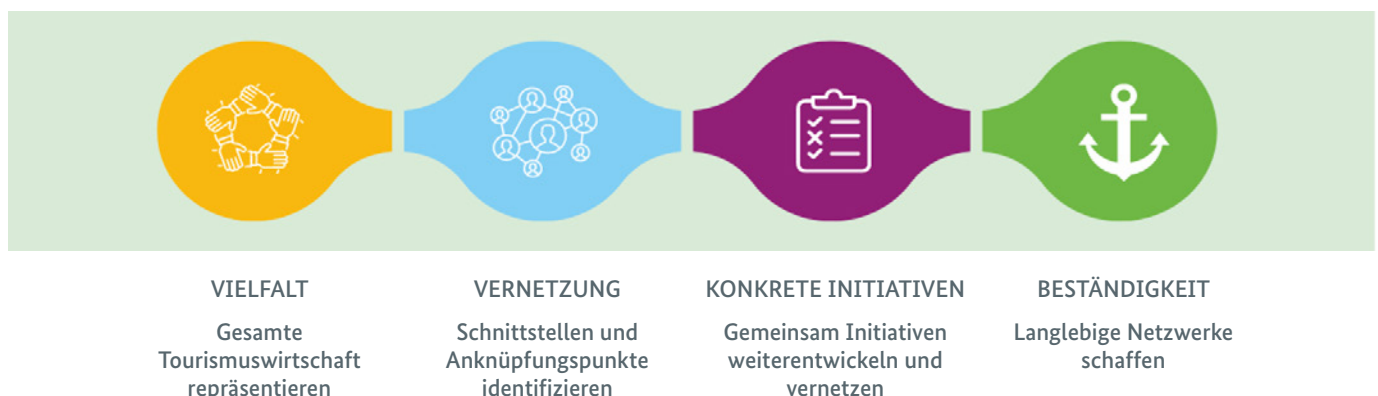 VIELFALT
Gesamte
Tourismuswirtschaft
repräsentieren
VERNETZUNG
Schnittstellen und
Anknüpfungspunkte
identifizieren
KONKRETE INITIATIVEN
Gemeinsam Initiativen
weiterentwickeln und
vernetzen
BESTÄNDIGKEIT
Langlebige Netzwerke
schaffen